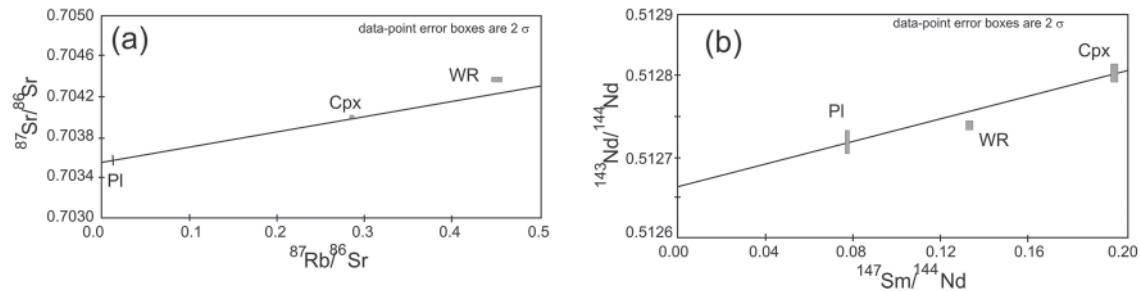 (a)
data-point error boxes are 2 σ
0.7050
0.7046
0.7042
0.7038
0.7034
0.7030
87Sr/86Sr
WR
Cpx
Pl
0.0 0.1 0.2 0.3 0.4 0.5
87Rb/86Sr
(b)
data-point error boxes are 2 σ
0.5129
0.5128
0.5127
0.5126
143Nd/144Nd
Cpx
Pl
WR
0.00 0.04 0.08 0.12 0.16 0.20
147Sm/144Nd